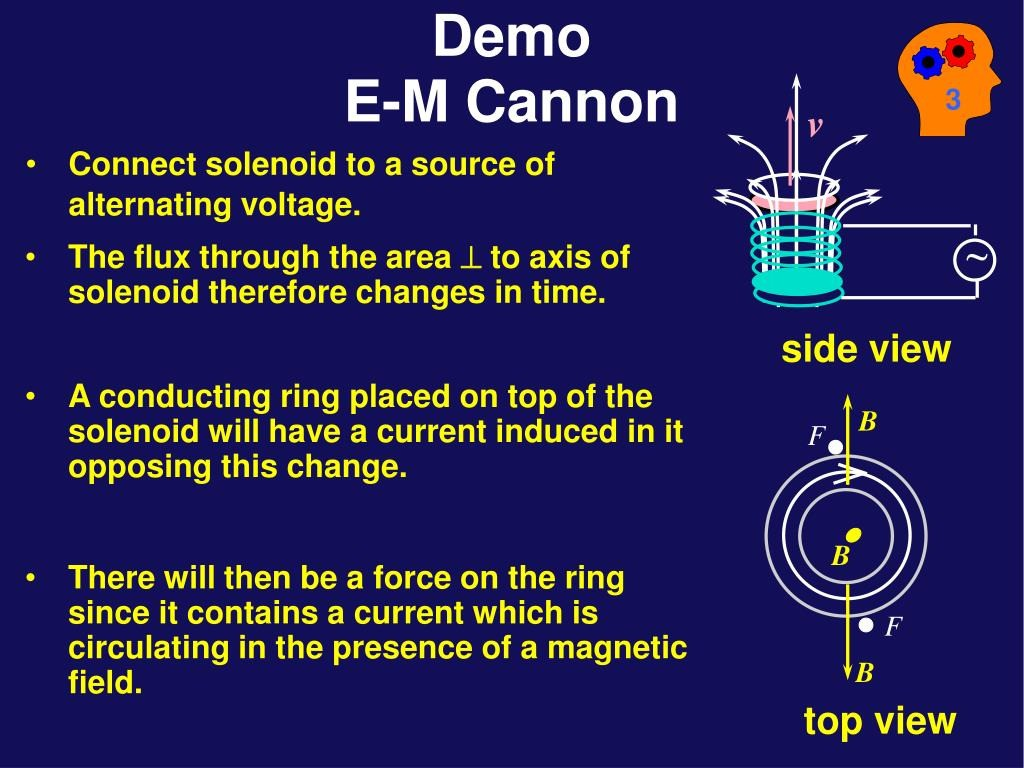 Demo
E-M Cannon
3
v
• Connect solenoid to a source of
alternating voltage.
• The flux through the area ⊥ to axis of
solenoid therefore changes in time.
~
side view
• A conducting ring placed on top of the
solenoid will have a current induced in it
opposing this change.
B
F
B
• There will then be a force on the ring
since it contains a current which is
circulating in the presence of a magnetic
field.
F
B
top view